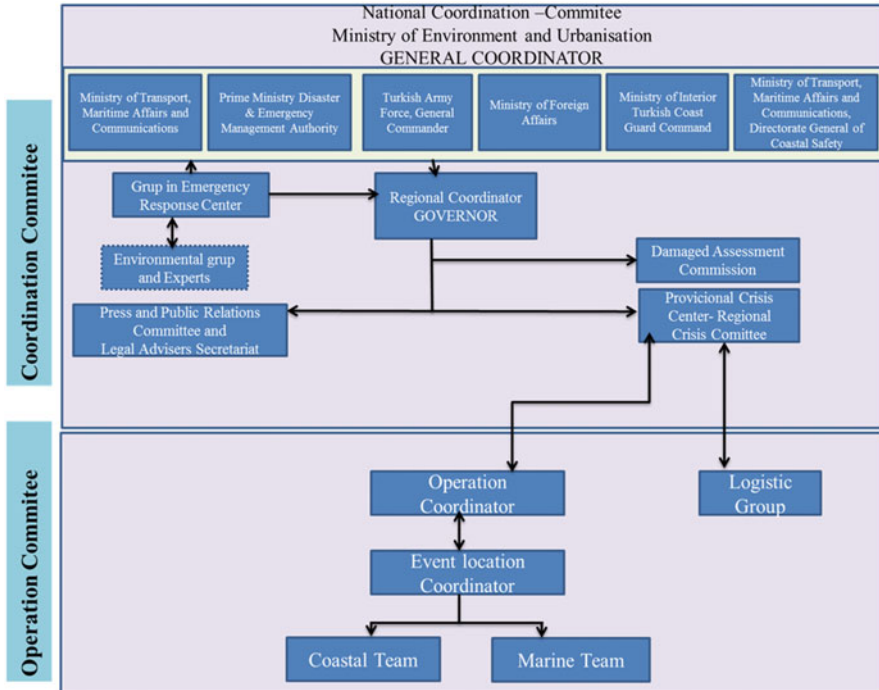 National Coordination –Commitee
Ministry of Environment and Urbanisation
GENERAL COORDINATOR
Ministry of Transport,
Maritime Affairs and
Communications
Prime Ministry Disaster
& Emergency
Management Authority
Turkish Army
Force, General
Commander
Ministry of Foreign
Affairs
Ministry of Interior
Turkish Coast
Guard Command
Ministry of Transport,
Maritime Affairs and
Communications,
Directorate General of
Coastal Safety
Coordination Commitee
Grup in Emergency
Response Center
Regional Coordinator
GOVERNOR
Environmental grup
and Experts
Damaged Assessment
Commission
Press and Public Relations
Committee and
Legal Advisers Secretariat
Provicional Crisis
Center- Regional
Crisis Comittee
Operation Commitee
Operation
Coordinator
Logistic
Group
Event location
Coordinator
Coastal Team
Marine Team